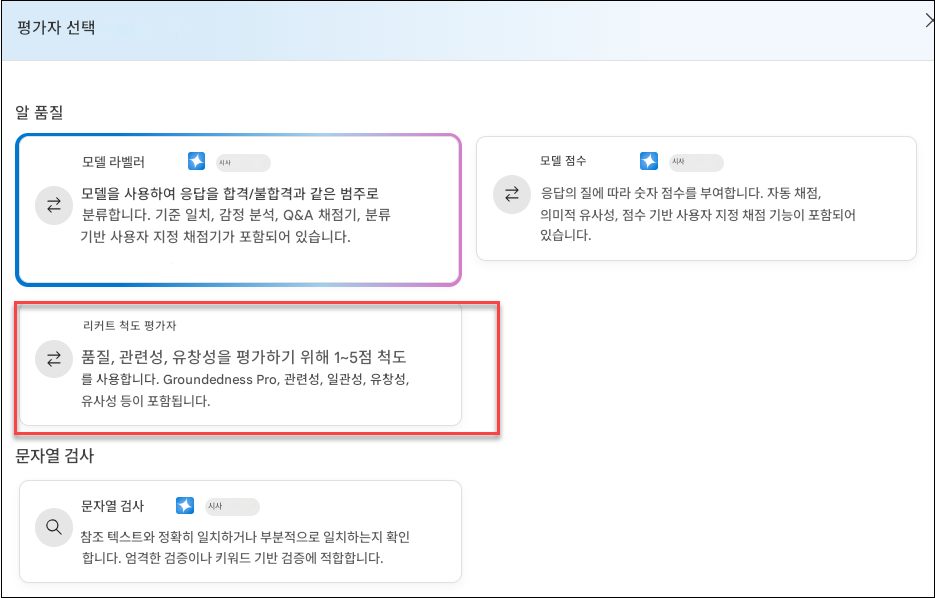 평가자 선택
알 품질
모델 라벨러 시사
모델을 사용하여 응답을 합격/불합격과 같은 범주로
분류합니다. 기준 일치, 감정 분석, Q&A 채점기, 분류
기반 사용자 지정 채점기가 포함되어 있습니다.
모델 점수 시사
응답의 질에 따라 숫자 점수를 부여합니다. 자동 채점,
의미적 유사성, 점수 기반 사용자 지정 채점 기능이 포함되어
있습니다.
리커트 척도 평가자
품질, 관련성, 유창성을 평가하기 위해 1~5점 척도
를 사용합니다. Groundedness Pro, 관련성, 일관성, 유창성,
유사성 등이 포함됩니다.
문자열 검사
문자열 검사 시사
참조 텍스트와 정확히 일치하거나 부분적으로 일치하는지 확인
합니다. 엄격한 검증이나 키워드 기반 검증에 적합합니다.